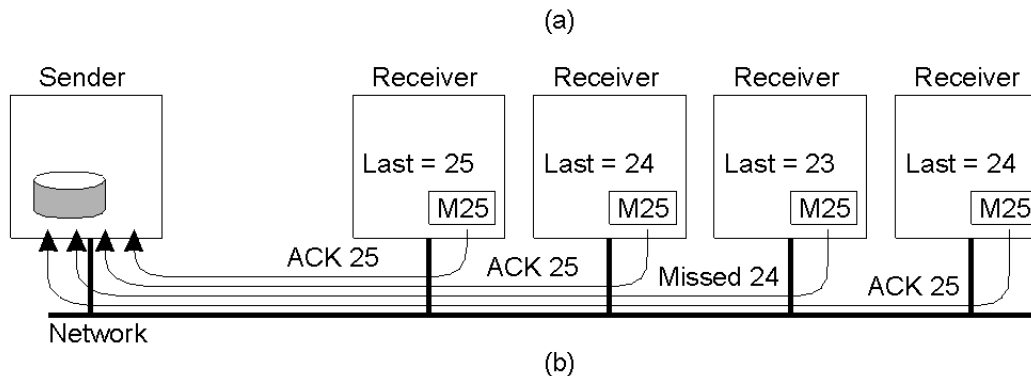 (a)
Sender Receiver Receiver Receiver Receiver
Last = 25 Last = 24 Last = 23 Last = 24
M25 M25 M25 M25
ACK 25 ACK 25 Missed 24 ACK 25
Network
(b)